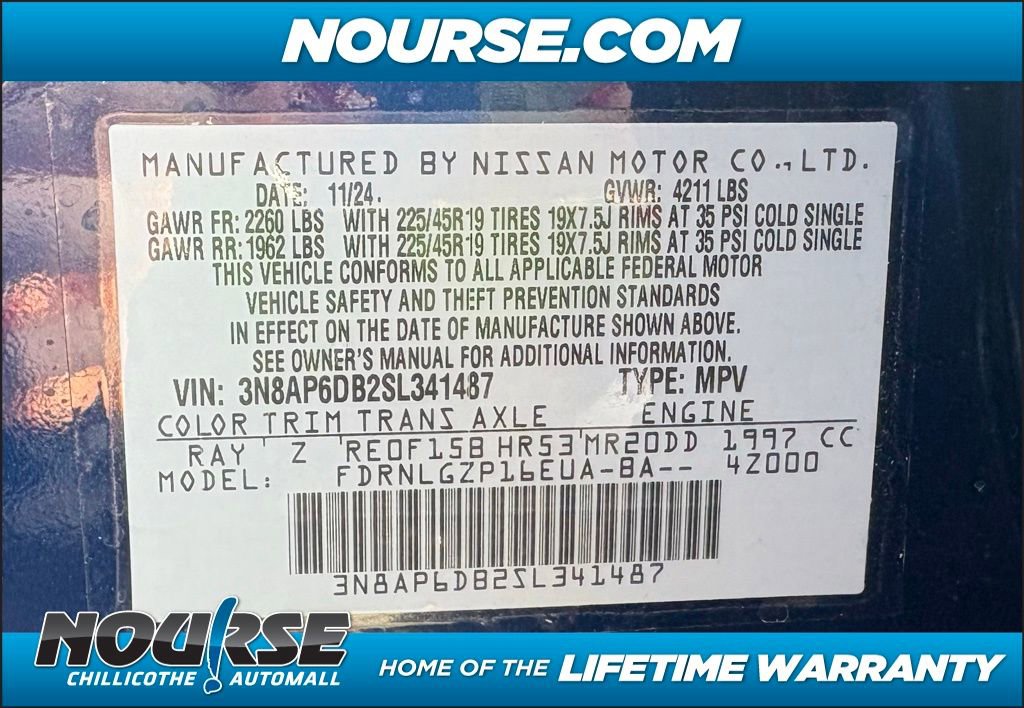 NOURSE.COM
MANUFACTURED BY NISSAN MOTOR CO.,LTD.
DATE: 11/24. GVWR: 4211 LBS
GAWR FR: 2260 LBS WITH 225/45R19 TIRES 19X7.5J RIMS AT 35 PSI COLD SINGLE
GAWR RR: 1962 LBS WITH 225/45R19 TIRES 19X7.5J RIMS AT 35 PSI COLD SINGLE
THIS VEHICLE CONFORMS TO ALL APPLICABLE FEDERAL MOTOR
VEHICLE SAFETY AND THEFT PREVENTION STANDARDS
IN EFFECT ON THE DATE OF MANUFACTURE SHOWN ABOVE.
SEE OWNER'S MANUAL FOR ADDITIONAL INFORMATION.
VIN: 3N8AP6DB2SL341487 TYPE: MPV
COLOR TRIM TRANS AXLE ENGINE
RAY Z RE0F15B HR53 MR20DD 1997 CC
MODEL: FDRNLGZP16EUA-BA-- 4Z000
3N8AP6DB2SL341487
NOURSE
CHILLICOTHE AUTOMALL
HOME OF THE LIFETIME WARRANTY